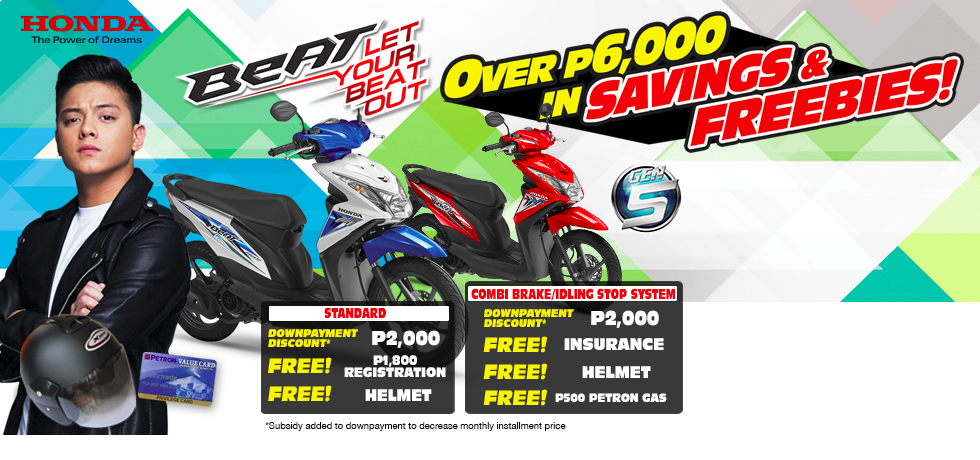 HONDA
The Power of Dreams
BeAT
LET
YOUR
BEAT
OUT
OVER P6,000
IN SAVINGS &
FREEBIES!
GEN
5
HONDA
BeAT
STANDARD
DOWNPAYMENT
DISCOUNT* P2,000
FREE! P1,800
REGISTRATION
FREE! HELMET
COMBI BRAKE/IDLING STOP SYSTEM
DOWNPAYMENT
DISCOUNT* P2,000
FREE! INSURANCE
FREE! HELMET
FREE! P500 PETRON GAS
PETRON VALUE CARD
PRIVILEGE CARD
*Subsidy added to downpayment to decrease monthly installment price